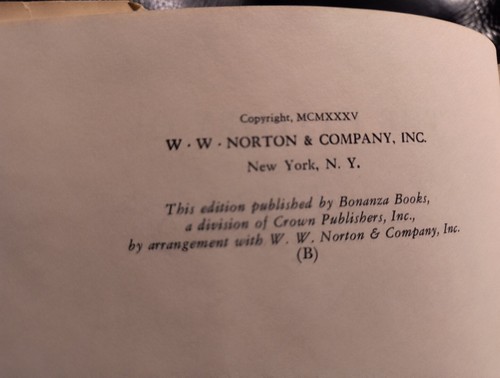 Copyright, MCMXXXV
W · W · NORTON & COMPANY, INC.
New York, N. Y.
This edition published by Bonanza Books,
a division of Crown Publishers, Inc.,
by arrangement with W. W. Norton & Company, Inc.
(B)